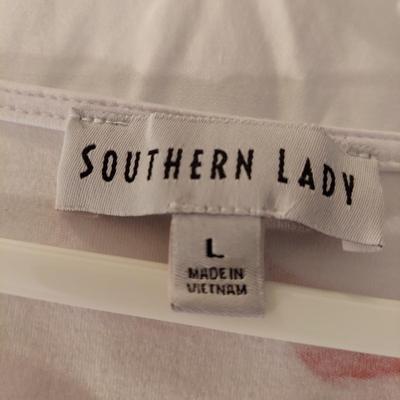 SOUTHERN LADY
L
MADE IN
VIETNAM